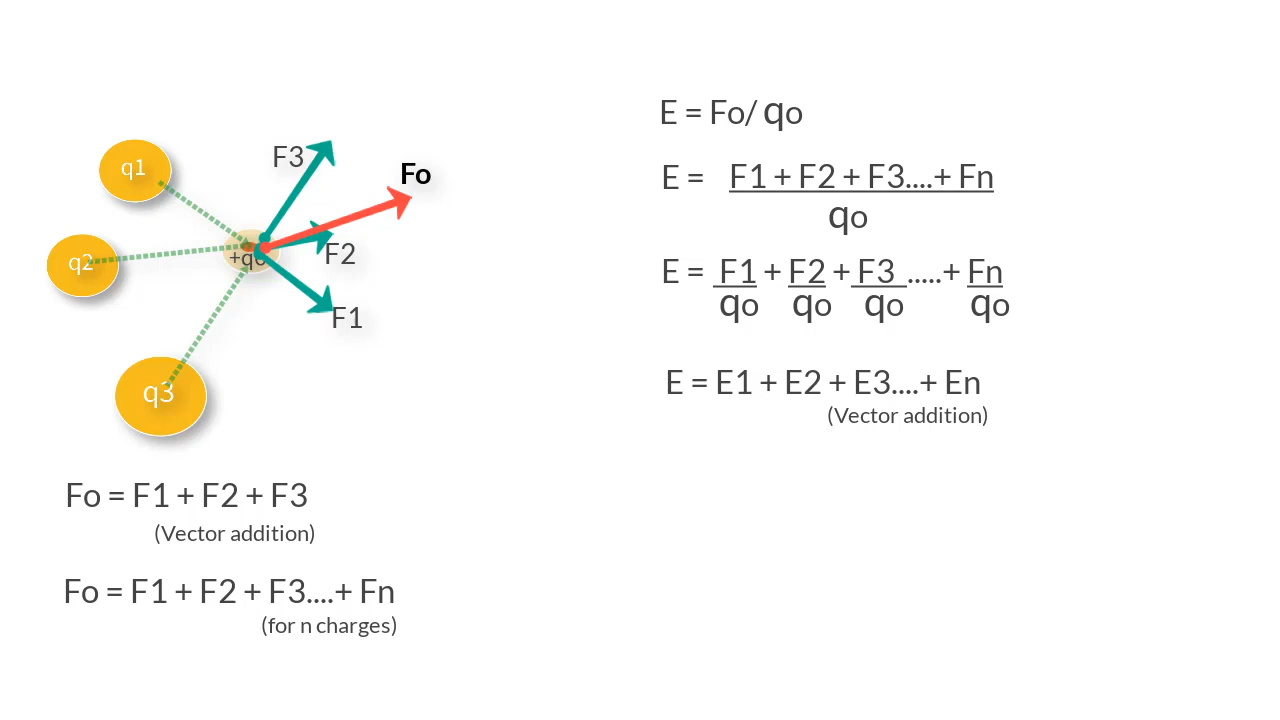 q1
q2
q3
+qo
F3
Fo
F2
F1
Fo = F1 + F2 + F3
(Vector addition)
Fo = F1 + F2 + F3....+ Fn
(for n charges)
E = Fo/ qo
E = F1 + F2 + F3....+ Fn
qo
E = F1 + F2 + F3 .....+ Fn
qo qo qo qo
E = E1 + E2 + E3....+ En
(Vector addition)